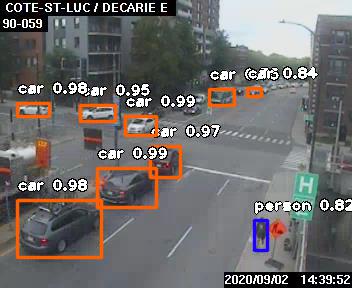 COTE-ST-LUC / DECARIE E
90-059
car 0.84
car 0.98
car 0.95
car 0.99
car 0.97
car 0.99
car 0.98
person 0.82
H
2020/09/02 14:39:52